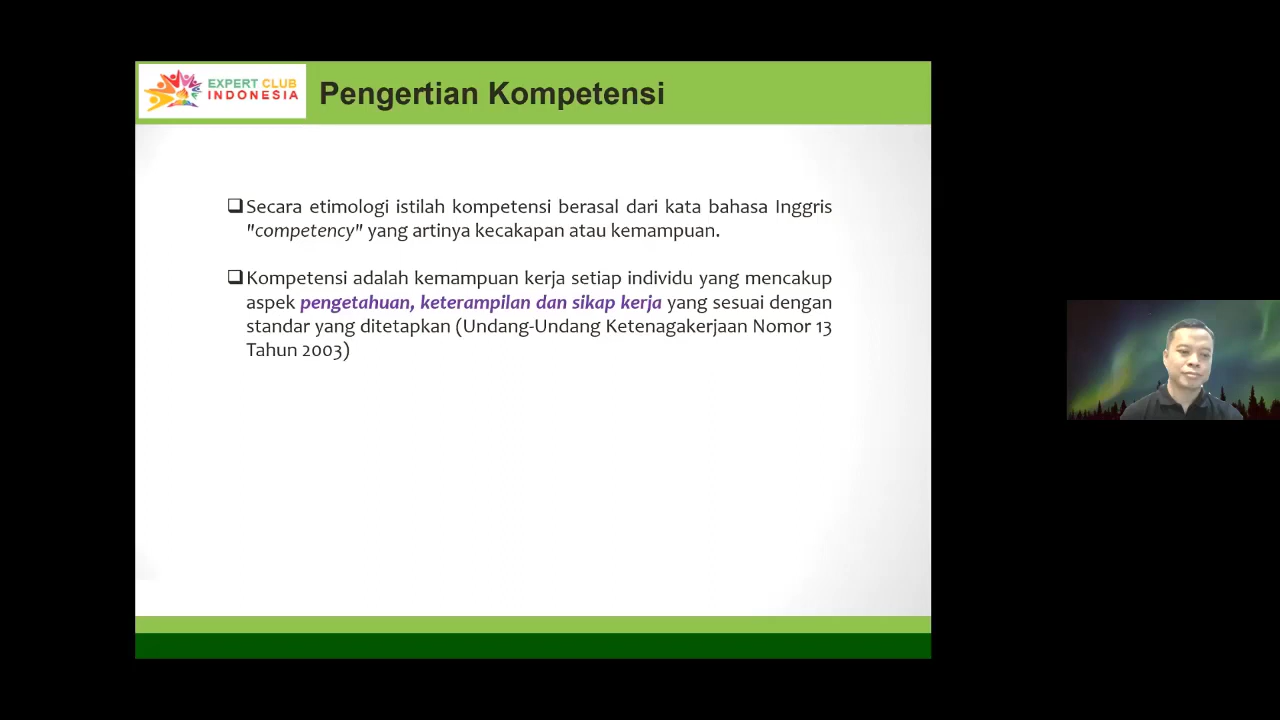 EXPERT CLUB
INDONESIA
Pengertian Kompetensi
Secara etimologi istilah kompetensi berasal dari kata bahasa Inggris
"competency" yang artinya kecakapan atau kemampuan.
Kompetensi adalah kemampuan kerja setiap individu yang mencakup
aspek pengetahuan, keterampilan dan sikap kerja yang sesuai dengan
standar yang ditetapkan (Undang-Undang Ketenagakerjaan Nomor 13
Tahun 2003)